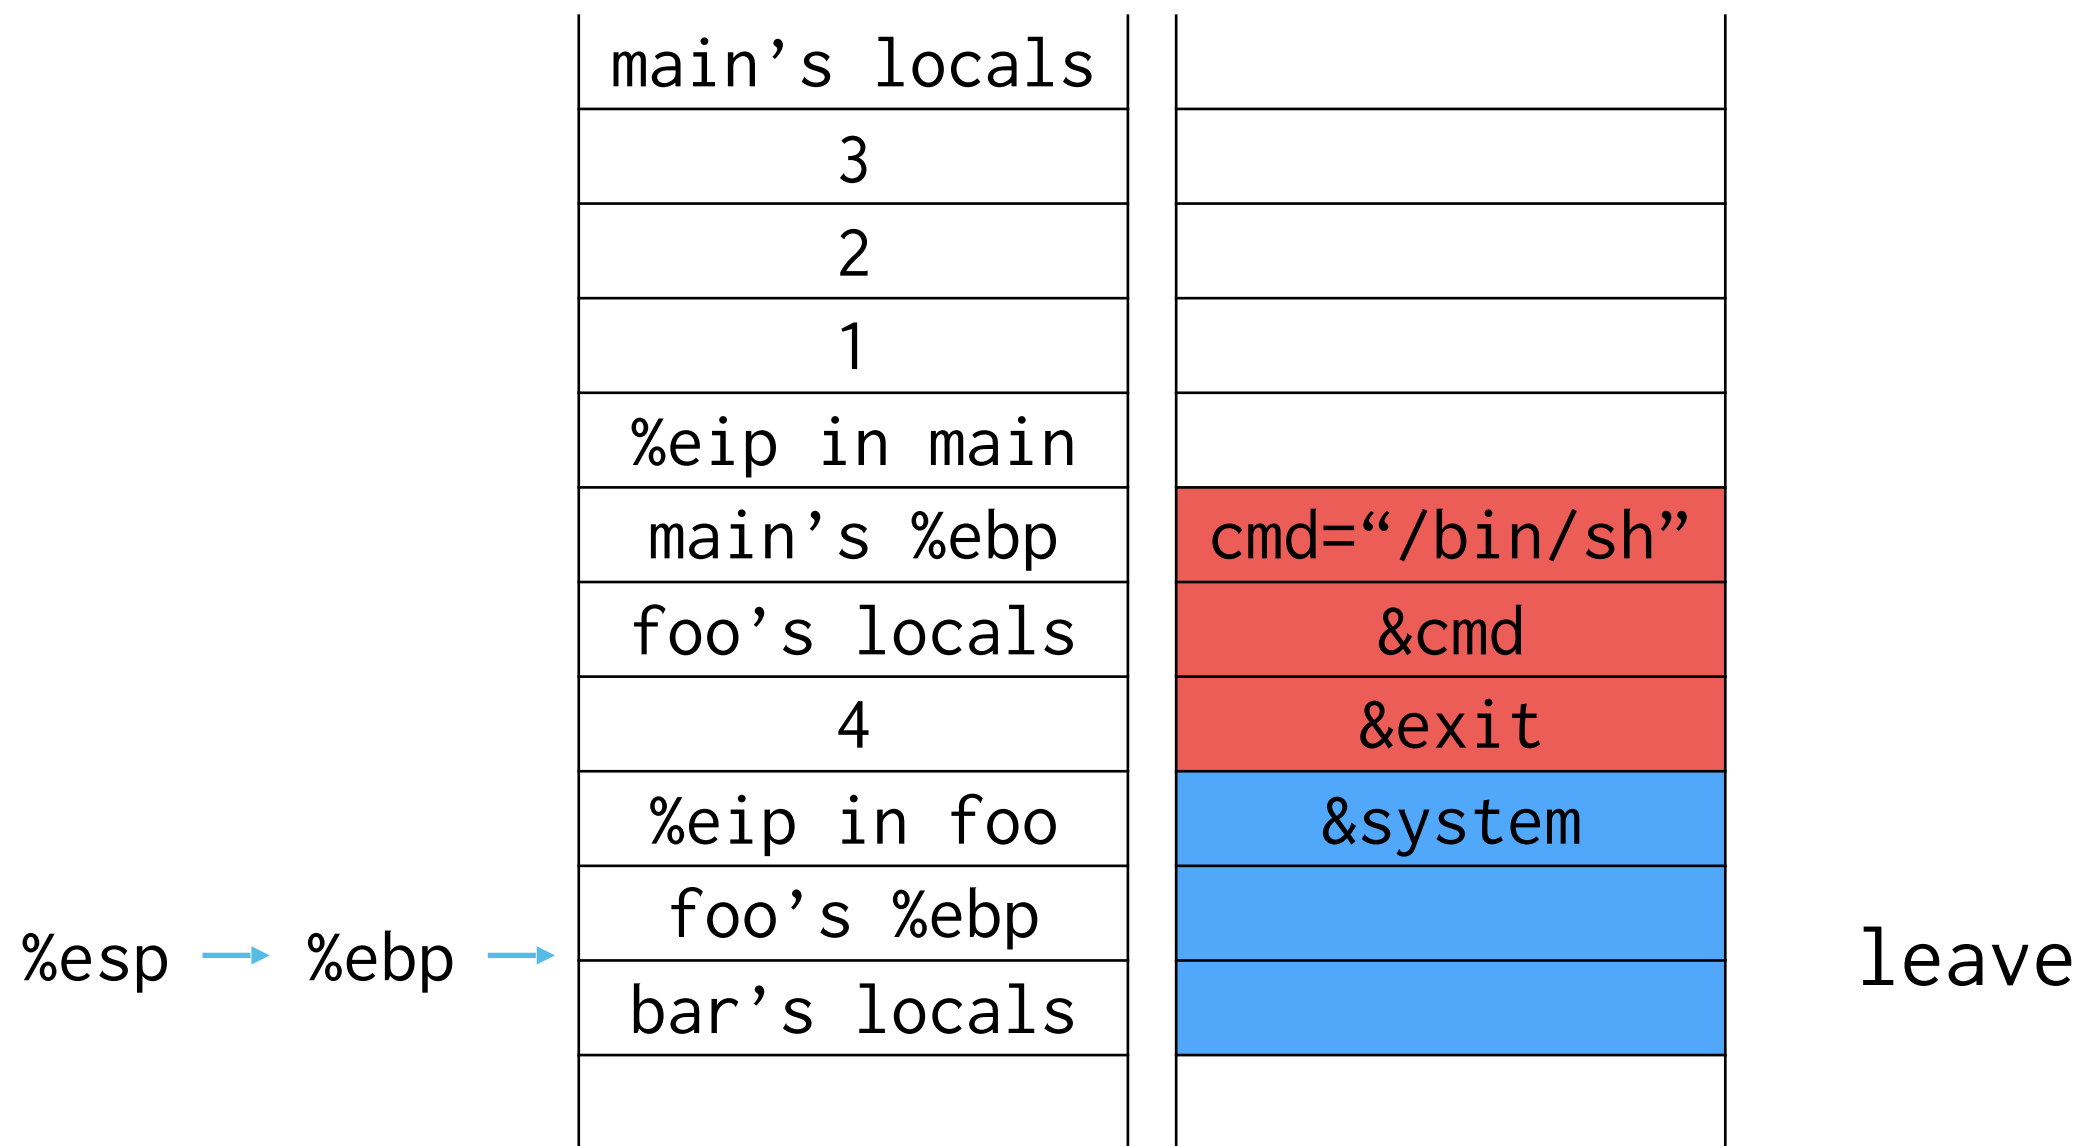 main’s locals
3
2
1
%eip in main
main’s %ebp
cmd=“/bin/sh”
foo’s locals
&cmd
4
&exit
%eip in foo
&system
foo’s %ebp
%esp
%ebp
leave
bar’s locals